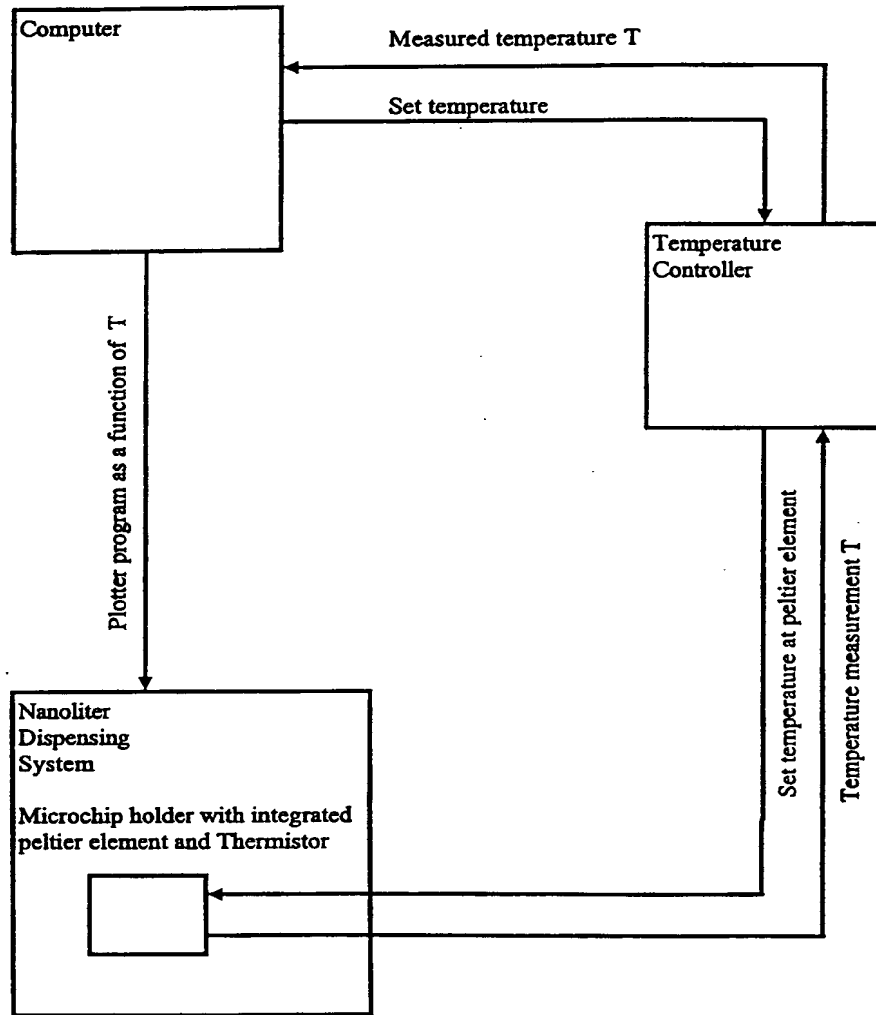 Computer
Measured temperature T
Set temperature
Temperature
Controller
Plotter program as a function of T
Set temperature at peltier element
Temperature measurement T
Nanoliter
Dispensing
System
Microchip holder with integrated
peltier element and Thermistor